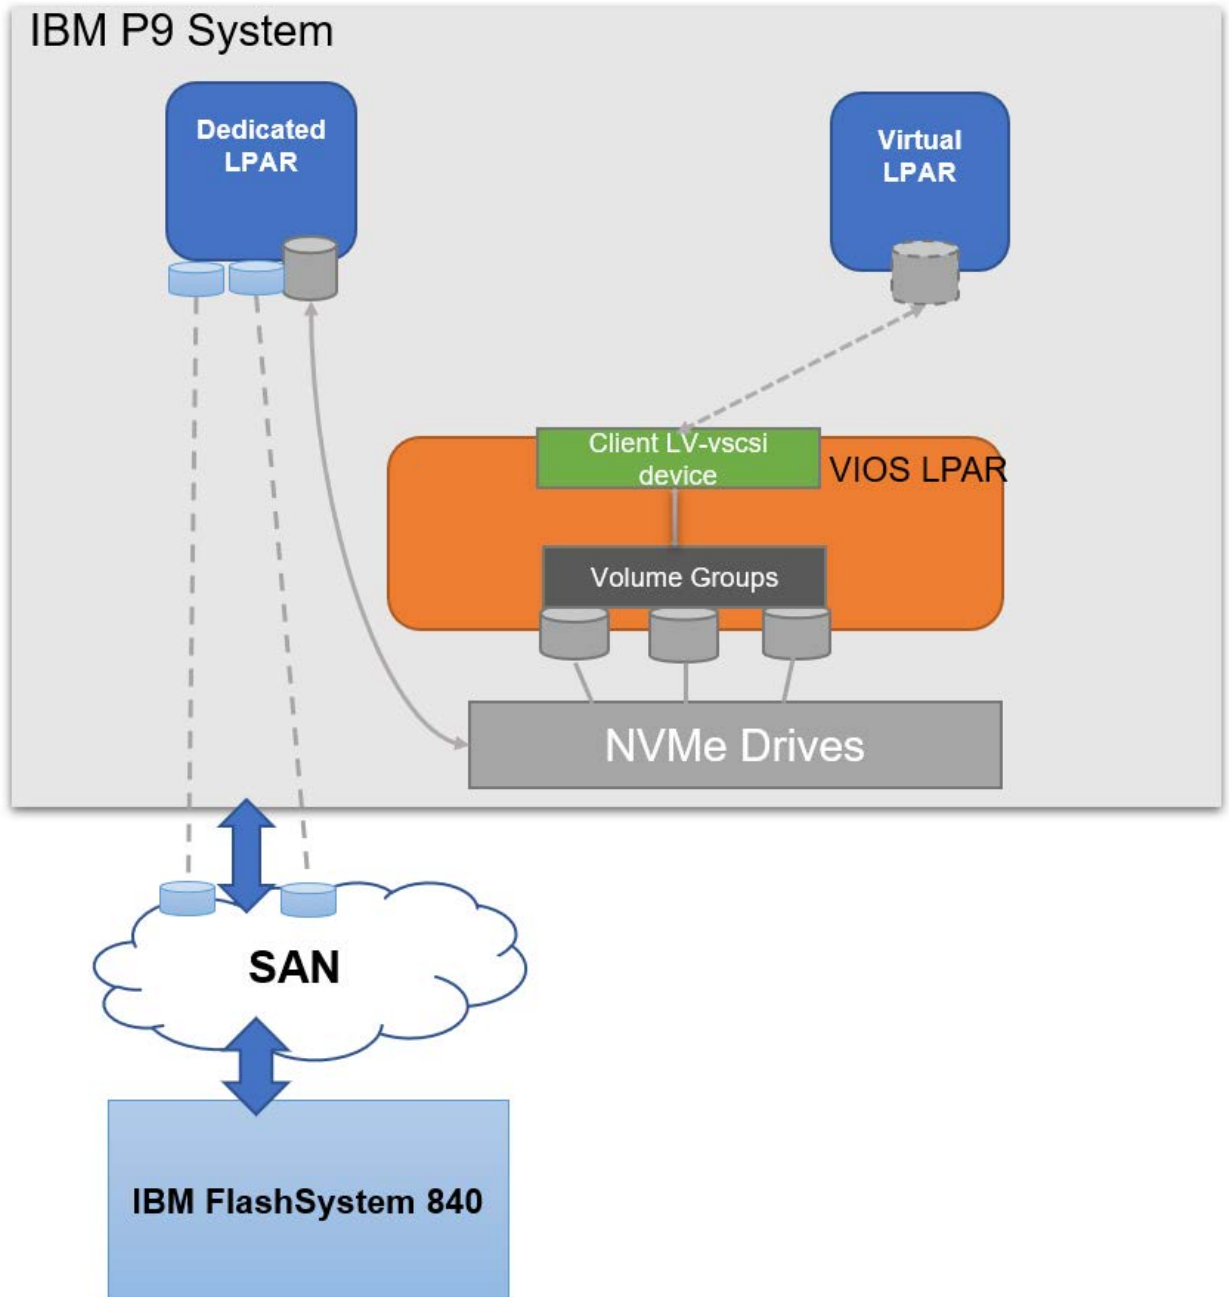 IBM P9 System
Dedicated
LPAR
Virtual
LPAR
Client LV-vscsi
device
VIOS LPAR
Volume Groups
NVMe Drives
SAN
IBM FlashSystem 840